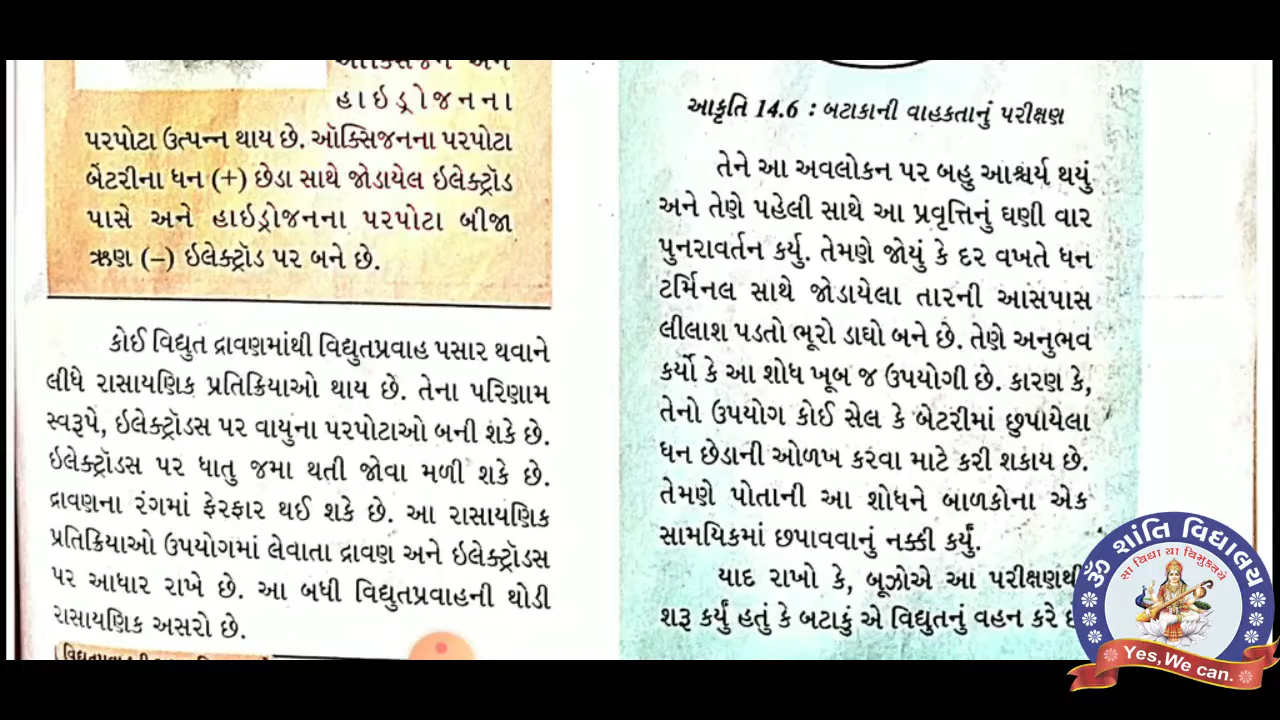 હાઇડ્રોજનના
પરપોટા ઉત્પન્ન થાય છે. ઑક્સિજનના પરપોટા
બૅટરીના ધન (+) છેડા સાથે જોડાયેલ ઇલેક્ટ્રૉડ
પાસે અને હાઇડ્રોજનના પરપોટા બીજા
ઋણ (–) ઇલેક્ટ્રૉડ પર બને છે.
કોઈ વિદ્યુત દ્રાવણમાંથી વિદ્યુતપ્રવાહ પસાર થવાને
લીધે રાસાયણિક પ્રતિક્રિયાઓ થાય છે. તેના પરિણામ
સ્વરૂપે, ઇલેક્ટ્રૉડસ પર વાયુના પરપોટાઓ બની શકે છે.
ઇલેક્ટ્રૉડસ પર ધાતુ જમા થતી જોવા મળી શકે છે.
દ્રાવણના રંગમાં ફેરફાર થઈ શકે છે. આ રાસાયણિક
પ્રતિક્રિયાઓ ઉપયોગમાં લેવાતા દ્રાવણ અને ઇલેક્ટ્રૉડસ
પર આધાર રાખે છે. આ બધી વિદ્યુતપ્રવાહની થોડી
રાસાયણિક અસરો છે.
આકૃતિ 14.6 : બટાકાની વાહકતાનું પરીક્ષણ
તેને આ અવલોકન પર બહુ આશ્ચર્ય થયું
અને તેણે પહેલી સાથે આ પ્રવૃત્તિનું ઘણી વાર
પુનરાવર્તન કર્યુ. તેમણે જોયું કે દર વખતે ધન
ટર્મિનલ સાથે જોડાયેલા તારની આસપાસ
લીલાશ પડતો ભૂરો ડાઘો બને છે. તેણે અનુભવ
કર્યો કે આ શોધ ખૂબ જ ઉપયોગી છે. કારણ કે,
તેનો ઉપયોગ કોઈ સેલ કે બેટરીમાં છુપાયેલા
ધન છેડાની ઓળખ કરવા માટે કરી શકાય છે.
તેમણે પોતાની આ શોધને બાળકોના એક
સામયિકમાં છપાવવાનું નક્કી કર્યું.
યાદ રાખો કે, બૂઝોએ આ પરીક્ષણથી
શરૂ કર્યું હતું કે બટાકું એ વિદ્યુતનું વહન કરે
ૐ શાંતિ વિદ્યાલય
સા વિદ્યા યા વિમુક્તયે
Yes, We can.